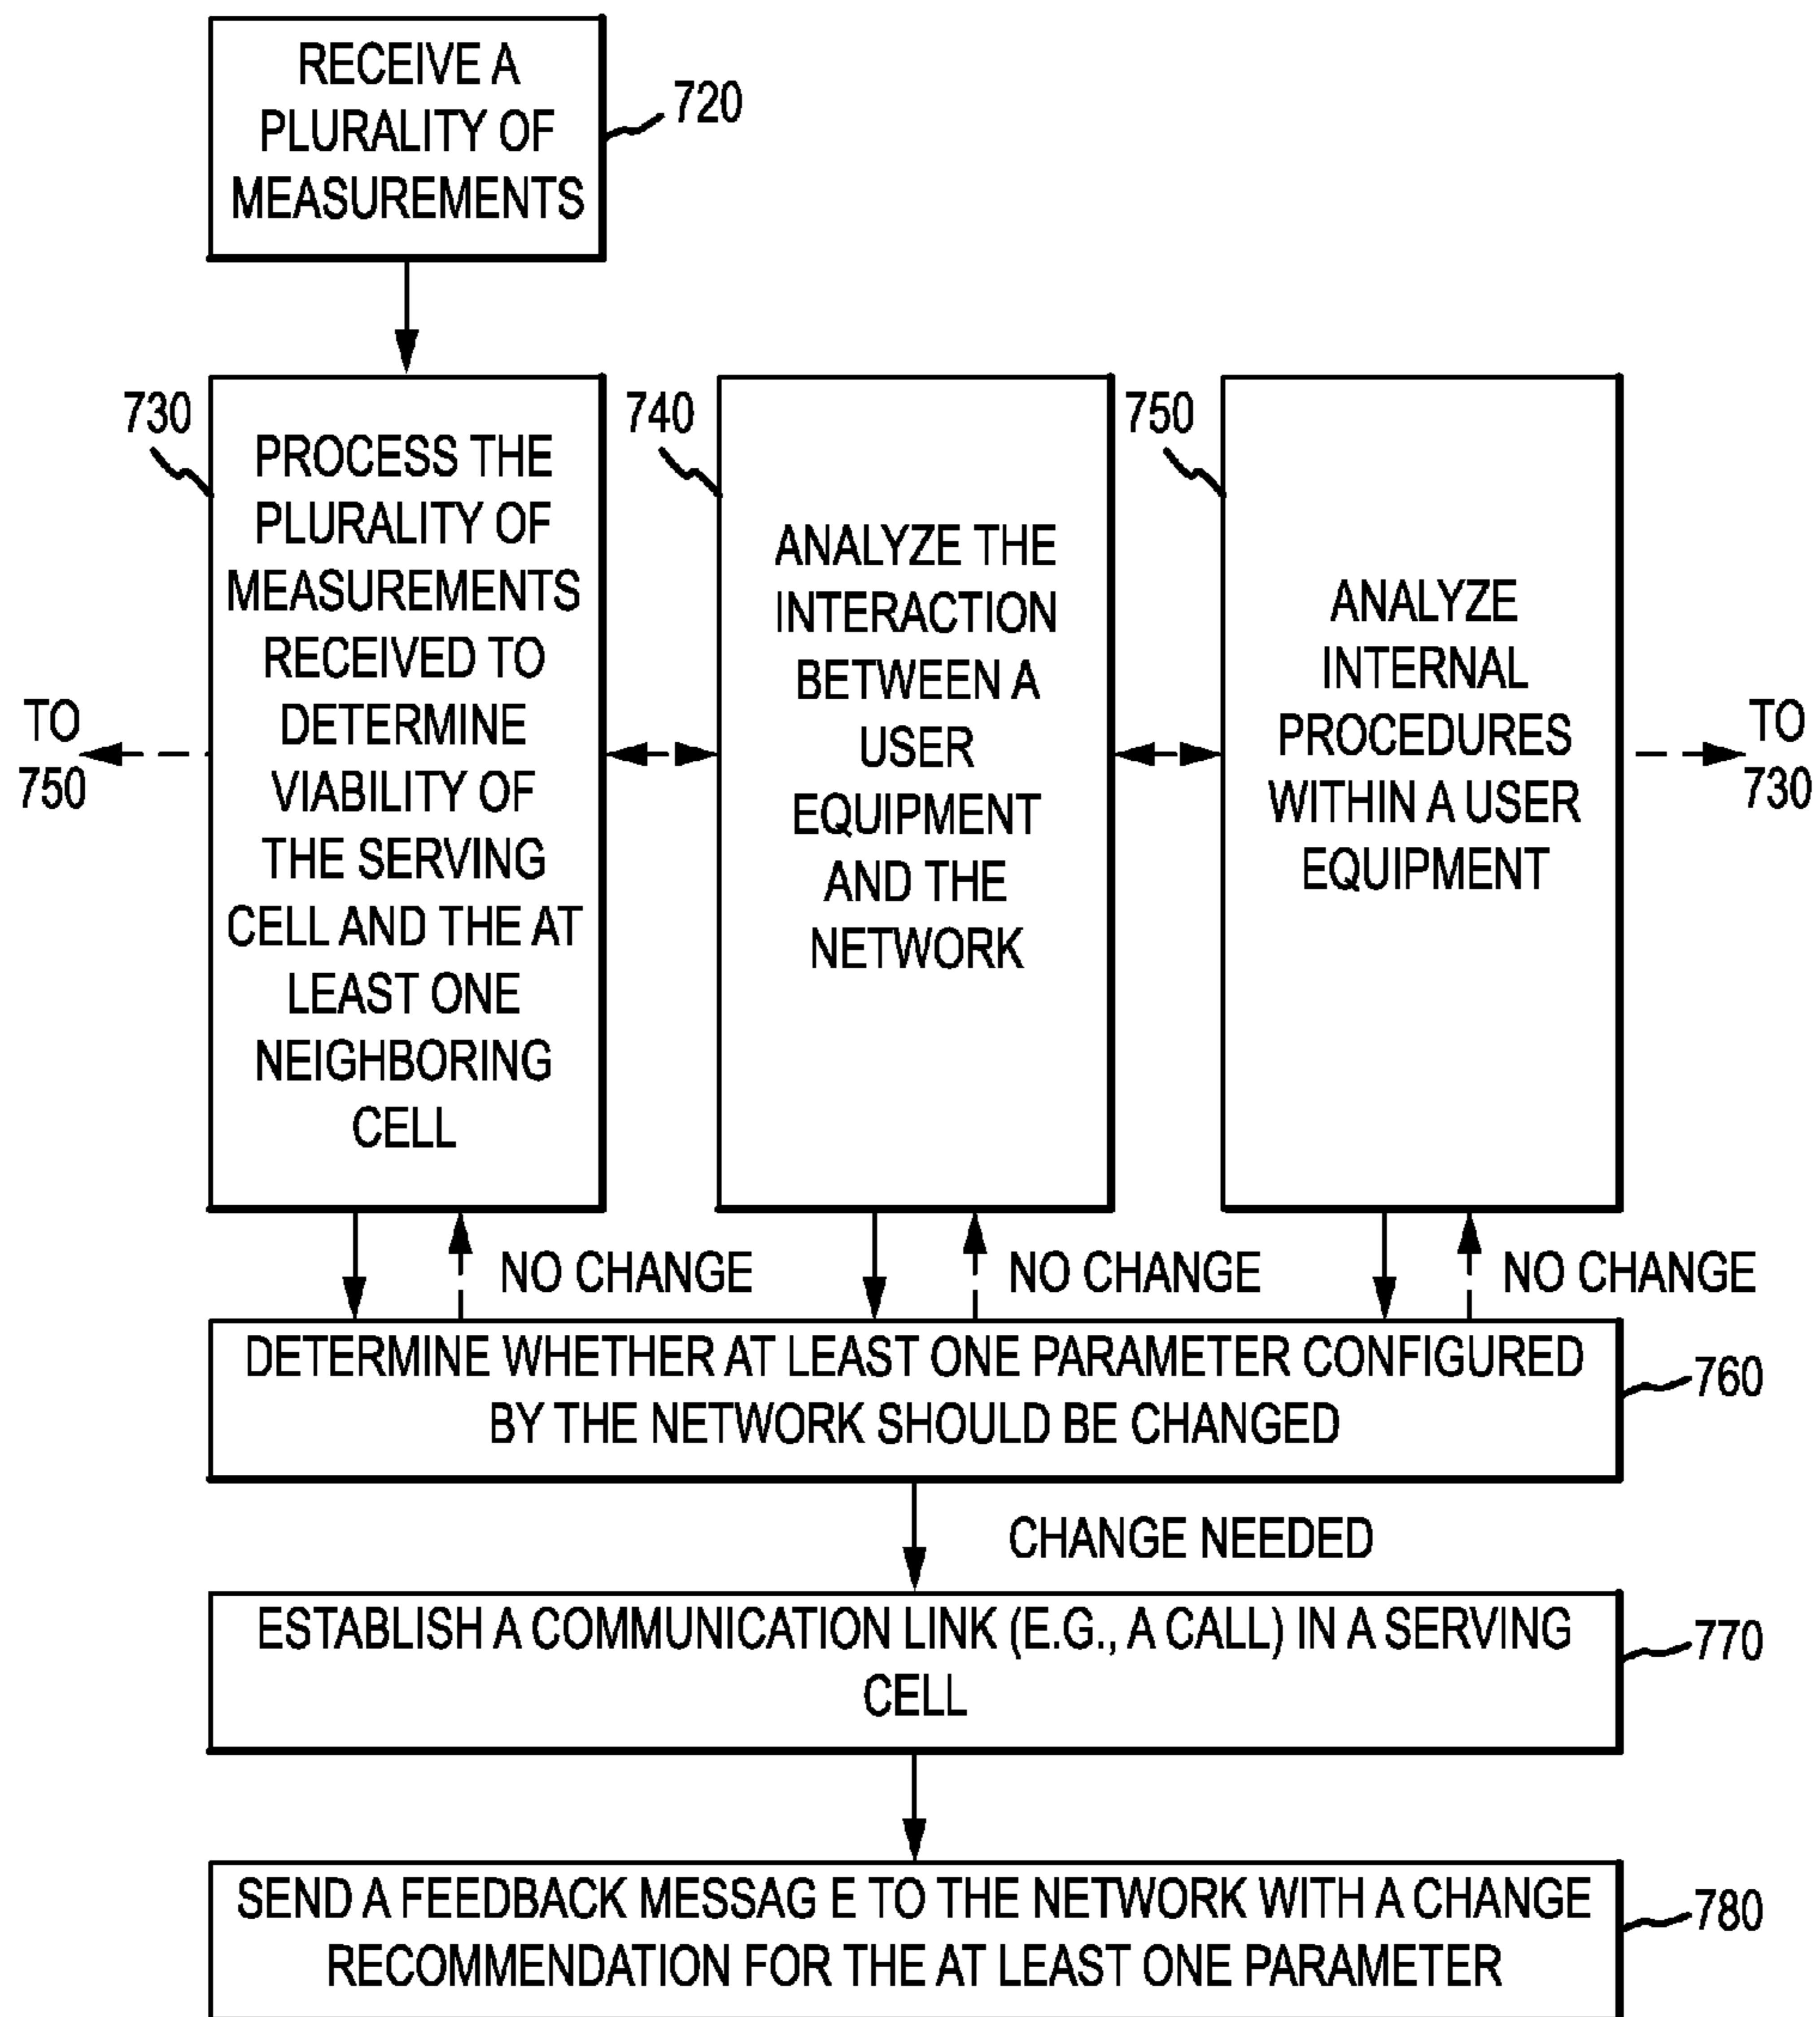 RECEIVE A
PLURALITY OF
MEASUREMENTS
720
730
PROCESS THE
PLURALITY OF
MEASUREMENTS
RECEIVED TO
DETERMINE
VIABILITY OF
THE SERVING
CELL AND THE AT
LEAST ONE
NEIGHBORING
CELL
TO
750
740
ANALYZE THE
INTERACTION
BETWEEN A
USER
EQUIPMENT
AND THE
NETWORK
750
ANALYZE
INTERNAL
PROCEDURES
WITHIN A USER
EQUIPMENT
TO
730
NO CHANGE
NO CHANGE
NO CHANGE
DETERMINE WHETHER AT LEAST ONE PARAMETER CONFIGURED
BY THE NETWORK SHOULD BE CHANGED
760
CHANGE NEEDED
ESTABLISH A COMMUNICATION LINK (E.G., A CALL) IN A SERVING
CELL
770
SEND A FEEDBACK MESSAG E TO THE NETWORK WITH A CHANGE
RECOMMENDATION FOR THE AT LEAST ONE PARAMETER
780